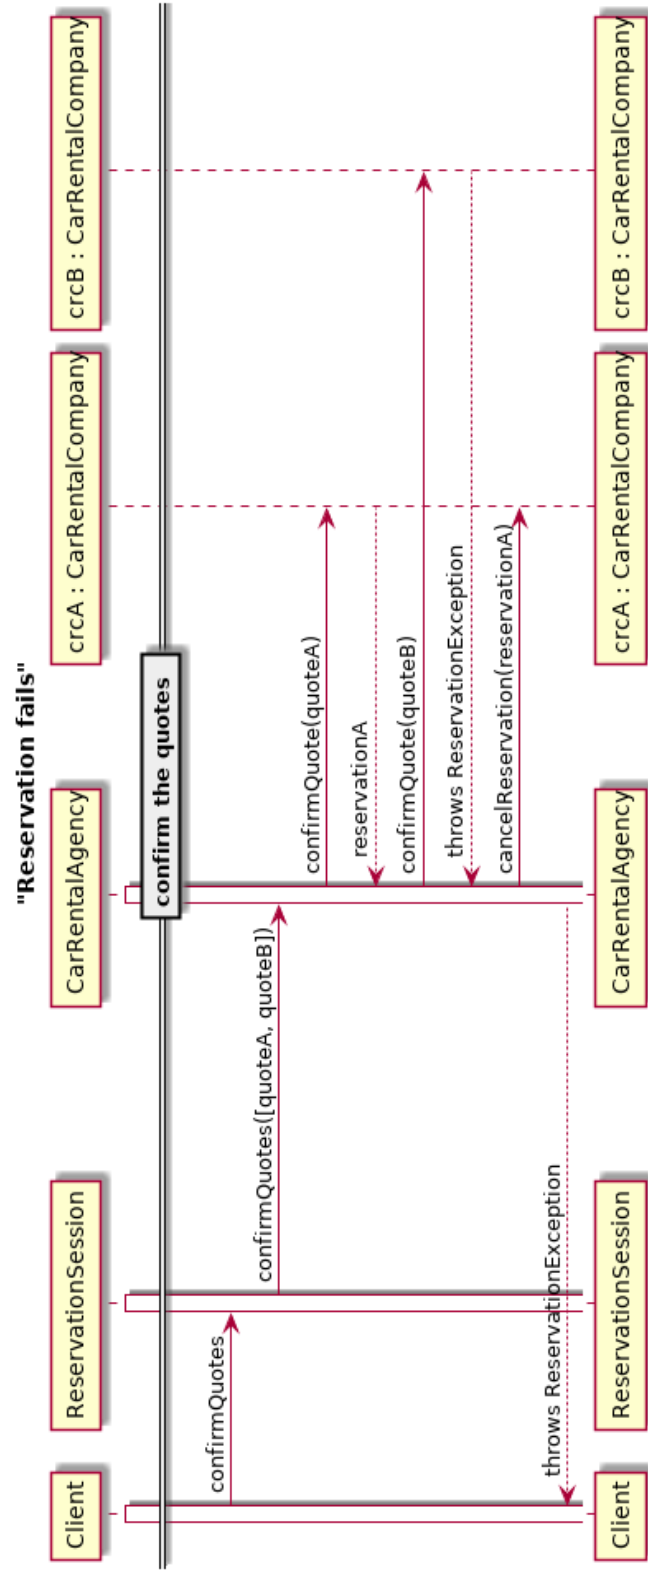 "Reservation fails"
Client
ReservationSession
CarRentalAgency
crcA : CarRentalCompany
crcB : CarRentalCompany
confirm the quotes
confirmQuotes
confirmQuotes([quoteA, quoteB])
confirmQuote(quoteA)
reservationA
confirmQuote(quoteB)
throws ReservationException
cancelReservation(reservationA)
throws ReservationException
Client
ReservationSession
CarRentalAgency
crcA : CarRentalCompany
crcB : CarRentalCompany